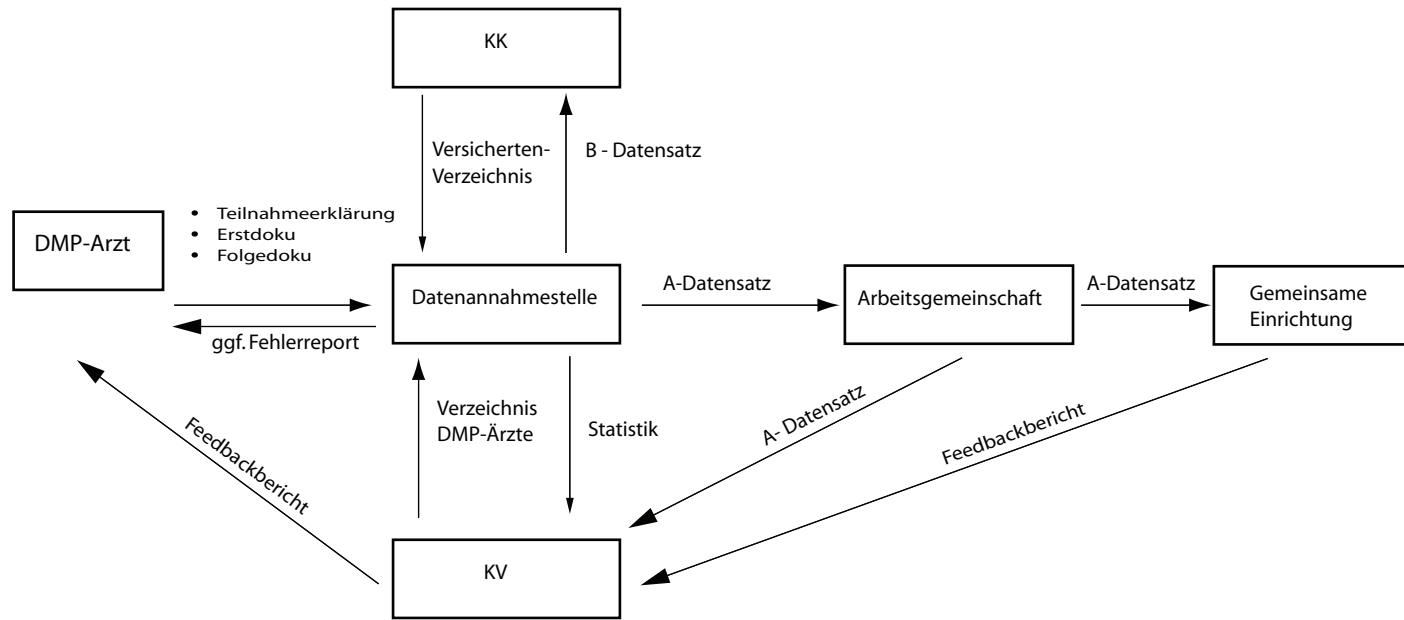 KK
Versicherten-
Verzeichnis
B - Datensatz
DMP-Arzt
• Teilnahmeerklärung
• Erstdoku
• Folgedoku
Datenannahmestelle
A-Datensatz
Arbeitsgemeinschaft
A-Datensatz
Gemeinsame
Einrichtung
ggf. Fehlerreport
Verzeichnis
DMP-Ärzte
Statistik
A- Datensatz
Feedbackbericht
Feedbackbericht
KV